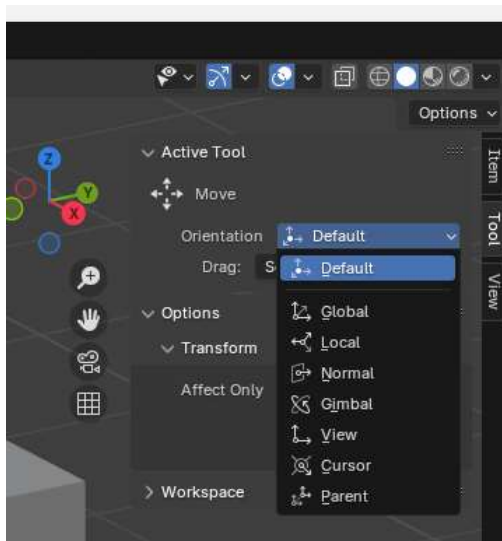 Options
Active Tool
Z
Y
X
Move
Orientation
Default
Drag:
Default
Options
Global
Transform
Local
Normal
Affect Only
Gimbal
View
Cursor
Workspace
Parent
Item
Tool
View